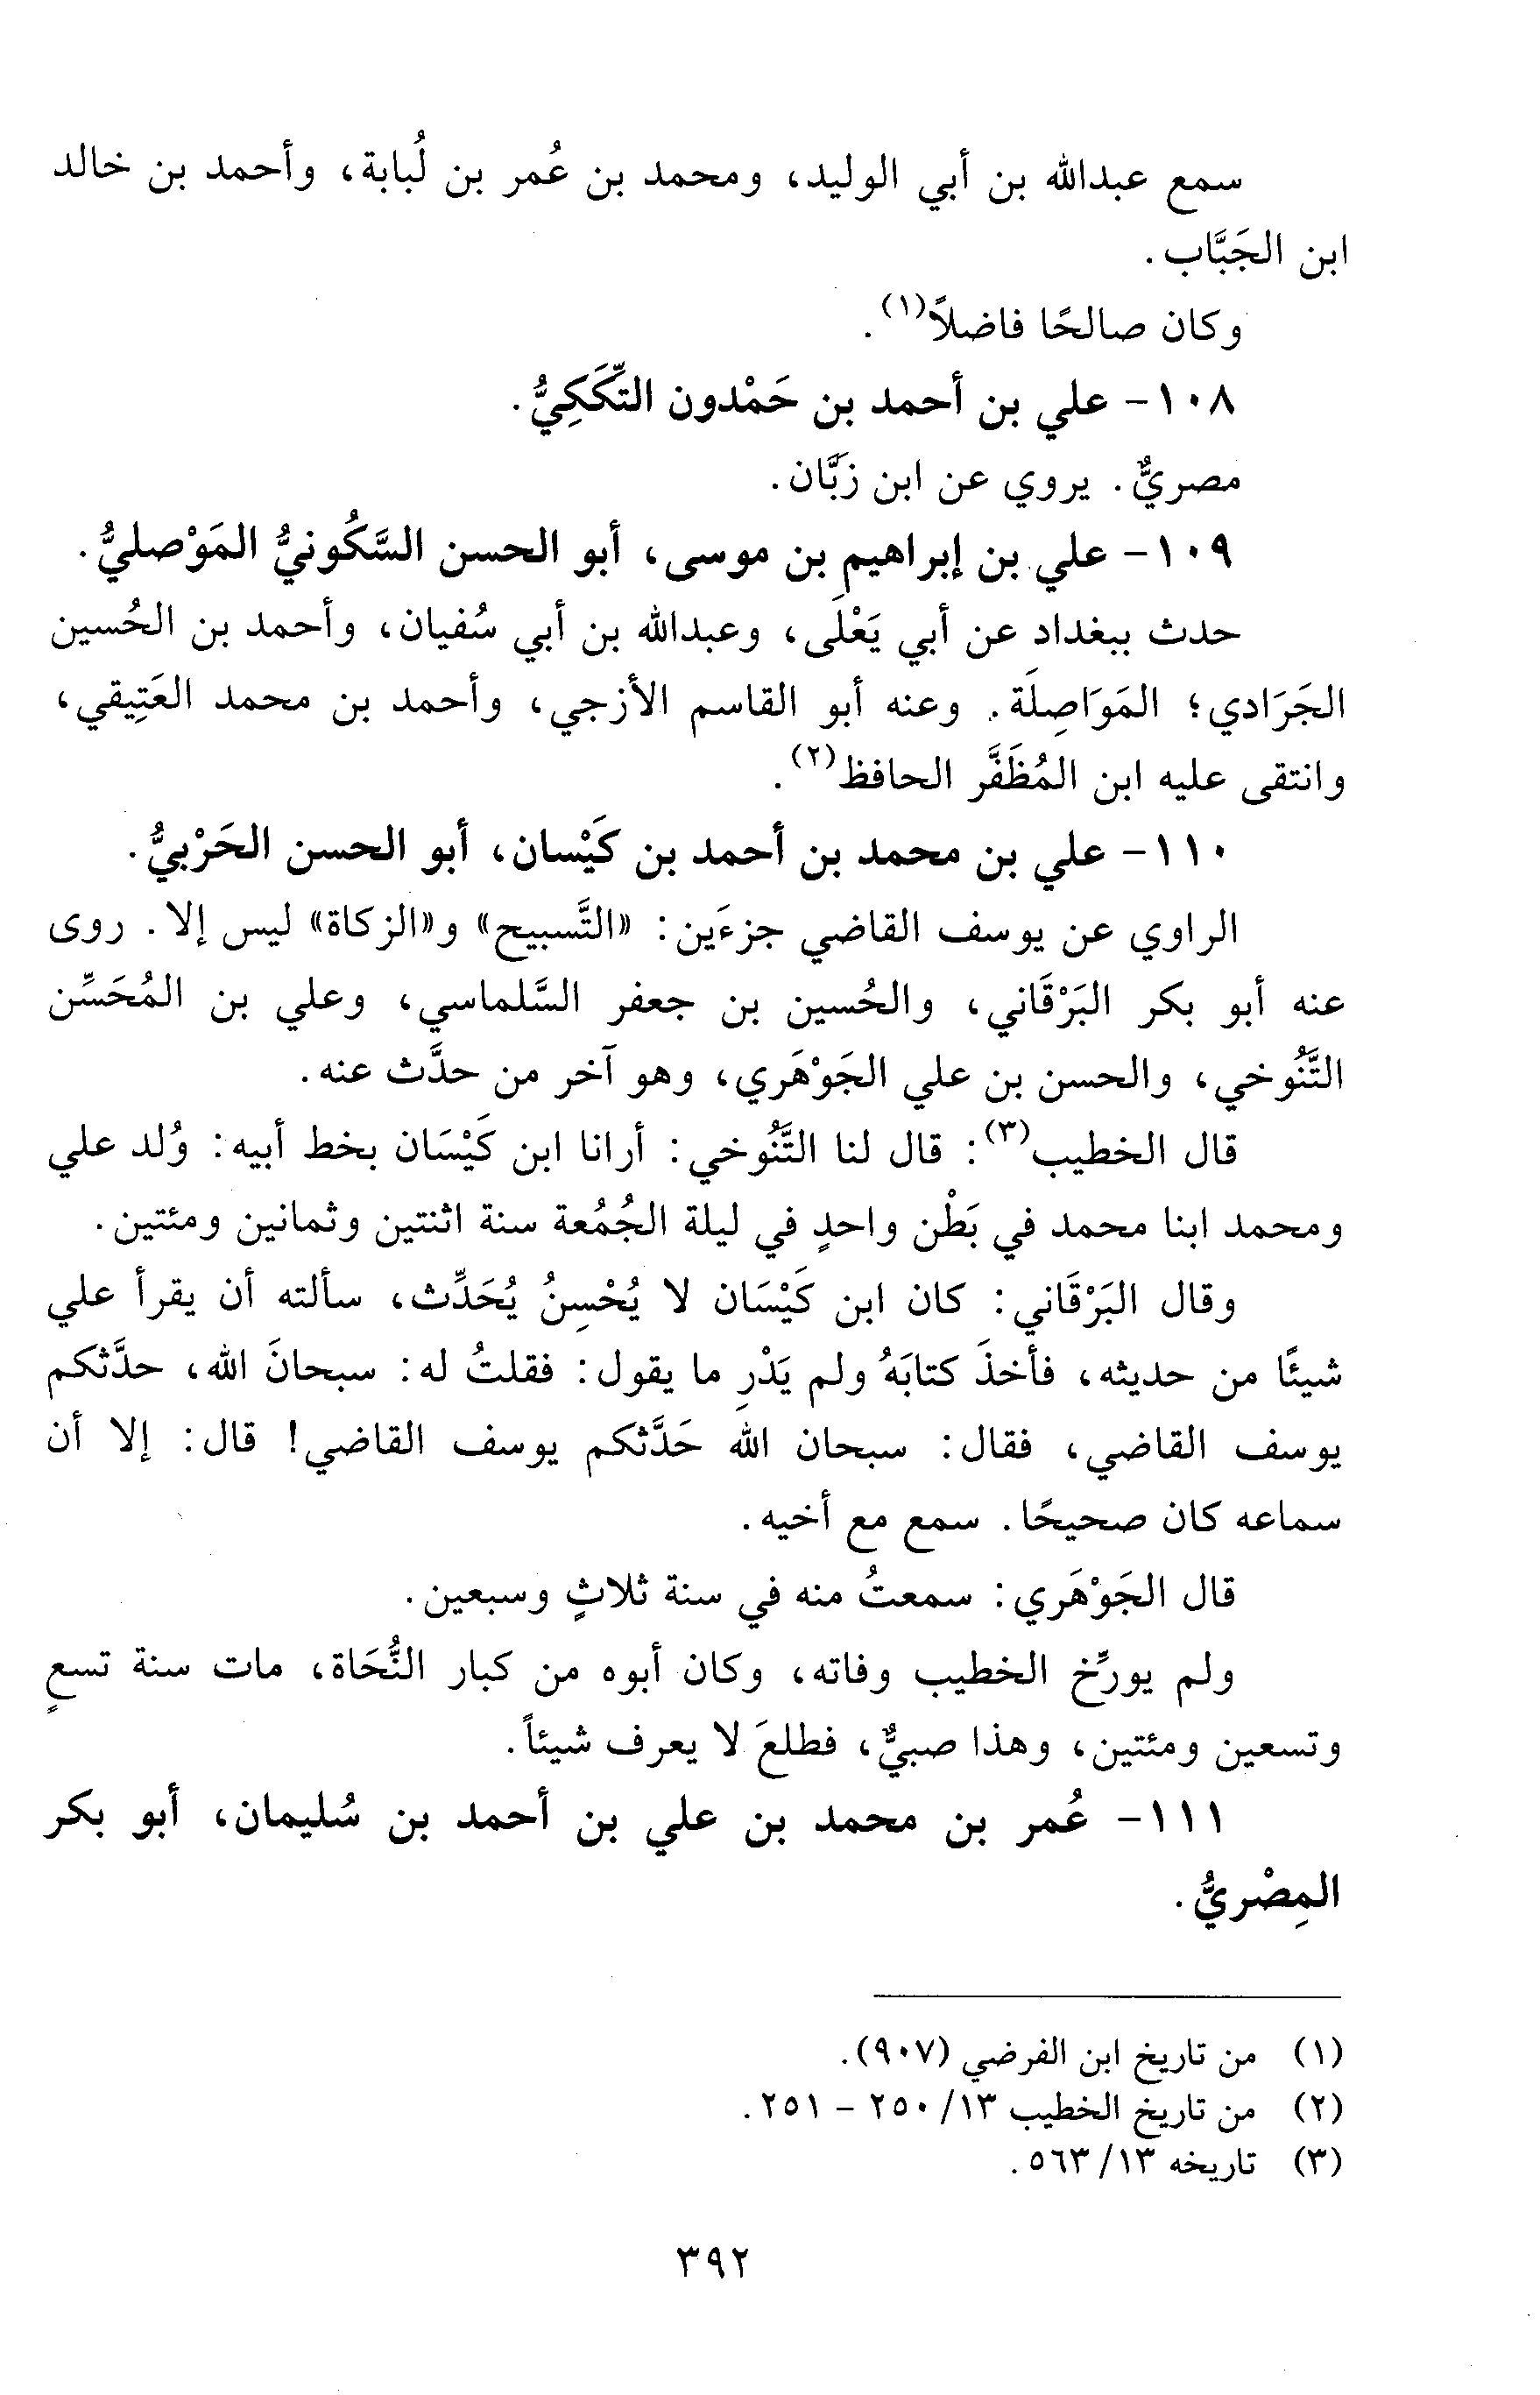 سمع عبدالله بن أبي الوليد، ومحمد بن عُمر بن لُبابة، وأحمد بن خالد
ابن الجَبَّاب.
وكان صالحًا فاضلاً(١).
١٠٨- علي بن أحمد بن حَمْدون التِّكَكِيُّ.
مصريٌّ. يروي عن ابن زَبَّان.
١٠٩- علي بن إبراهيم بن موسى، أبو الحسن السَّكُونيُّ المَوْصليُّ.
حدث ببغداد عن أبي يَعْلَى، وعبدالله بن أبي سُفيان، وأحمد بن الحُسين
الجَرَادي؛ المَوَاصِلَة. وعنه أبو القاسم الأزجي، وأحمد بن محمد العَتِيقي،
وانتقى عليه ابن المُظَفَّر الحافظ(٢).
١١٠- علي بن محمد بن أحمد بن كَيْسان، أبو الحسن الحَرْبيُّ.
الراوي عن يوسف القاضي جزءَين: «التَّسبيح» و«الزكاة» ليس إلا. روى
عنه أبو بكر البَرْقَاني، والحُسين بن جعفر السَّلماسي، وعلي بن المُحَسِّن
التَّنُوخي، والحسن بن علي الجَوْهَري، وهو آخر من حدَّث عنه.
قال الخطيب(٣): قال لنا التَّنُوخي: أرانا ابن كَيْسَان بخط أبيه: وُلد علي
ومحمد ابنا محمد في بَطْن واحدٍ في ليلة الجُمُعة سنة اثنتين وثمانين ومئتين.
وقال البَرْقَاني: كان ابن كَيْسَان لا يُحْسِنُ يُحَدِّث، سألته أن يقرأ علي
شيئًا من حديثه، فأخذَ كتابَهُ ولم يَدْرِ ما يقول: فقلتُ له: سبحانَ الله، حدَّثكم
يوسف القاضي، فقال: سبحان الله حَدَّثكم يوسف القاضي! قال: إلا أن
سماعه كان صحيحًا. سمع مع أخيه.
قال الجَوْهَري: سمعتُ منه في سنة ثلاثٍ وسبعين.
ولم يورِّخ الخطيب وفاته، وكان أبوه من كبار النُّحَاة، مات سنة تسعٍ
وتسعين ومئتين، وهذا صبيٌّ، فطلعَ لا يعرف شيئاً.
١١١- عُمر بن محمد بن علي بن أحمد بن سُليمان، أبو بكر
المِصْريُّ.
(١) من تاريخ ابن الفرضي (٩٠٧).
(٢) من تاريخ الخطيب ١٣/ ٢٥٠ - ٢٥١.
(٣) تاريخه ١٣/ ٥٦٣.
٣٩٢